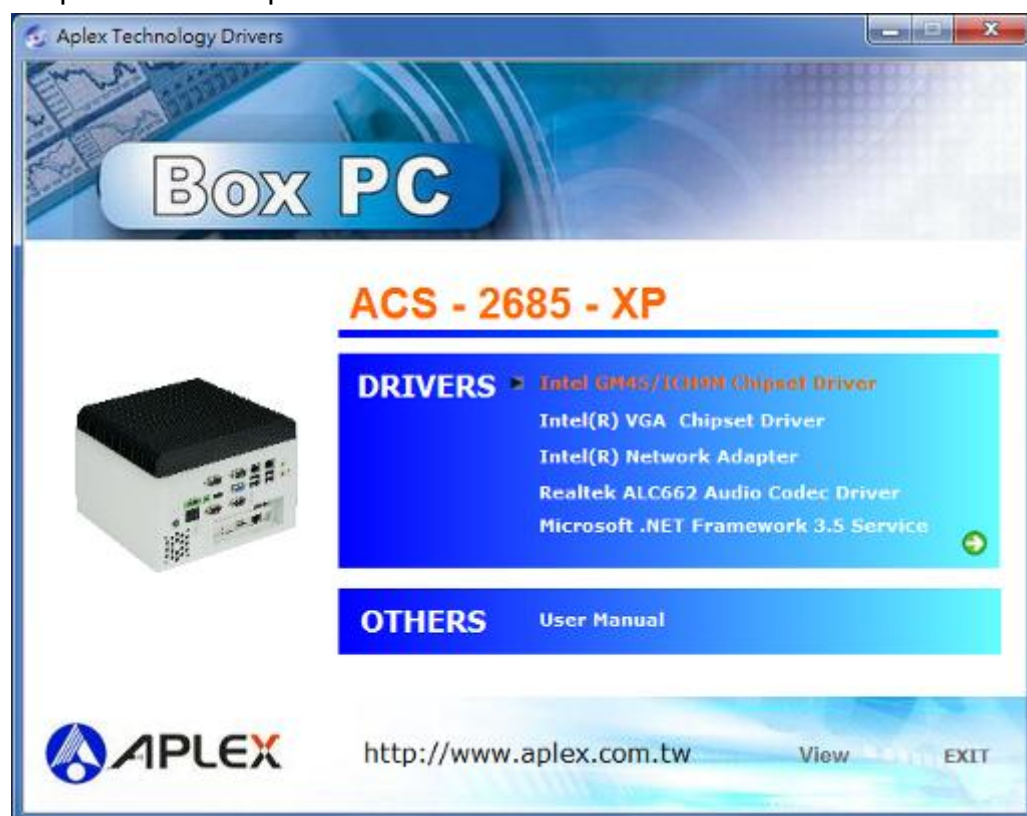 Aplex Technology Drivers
Box PC
ACS - 2685 - XP
DRIVERS
Intel GM45/ICH9M Chipset Driver
Intel(R) VGA Chipset Driver
Intel(R) Network Adapter
Realtek ALC662 Audio Codec Driver
Microsoft .NET Framework 3.5 Service
OTHERS User Manual
APLEX http://www.aplex.com.tw View EXIT